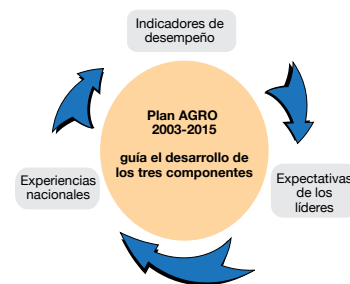 Indicadores de
desempeño
Plan AGRO
2003-2015
guía el desarrollo de
los tres componentes
Experiencias
nacionales
Expectativas
de los
líderes